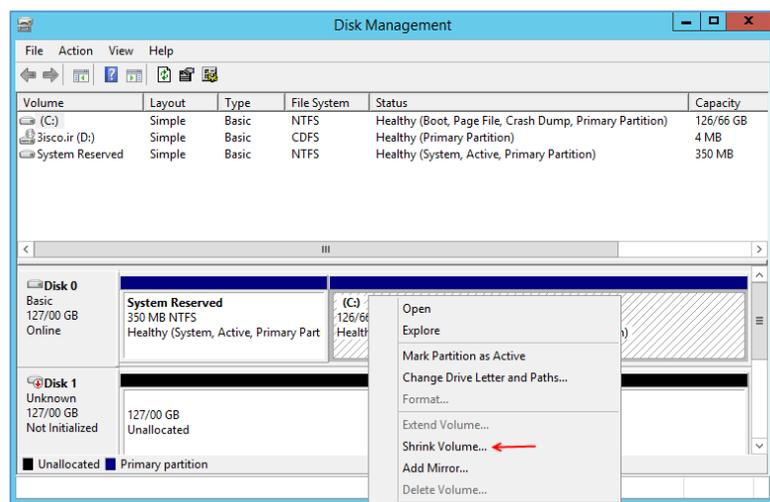 Disk Management
File Action View Help
Volume Layout Type File System Status Capacity
(C:) Simple Basic NTFS Healthy (Boot, Page File, Crash Dump, Primary Partition) 126/66 GB
3isco.ir (D:) Simple Basic CDFS Healthy (Primary Partition) 4 MB
System Reserved Simple Basic NTFS Healthy (System, Active, Primary Partition) 350 MB
Disk 0
Basic
127/00 GB
Online
System Reserved
350 MB NTFS
Healthy (System, Active, Primary Part
(C:)
126/66
Healt
Open
Explore
Mark Partition as Active
Change Drive Letter and Paths...
Format...
Extend Volume...
Shrink Volume...
Add Mirror...
Delete Volume...
Disk 1
Unknown
127/00 GB
Not Initialized
127/00 GB
Unallocated
Unallocated Primary partition